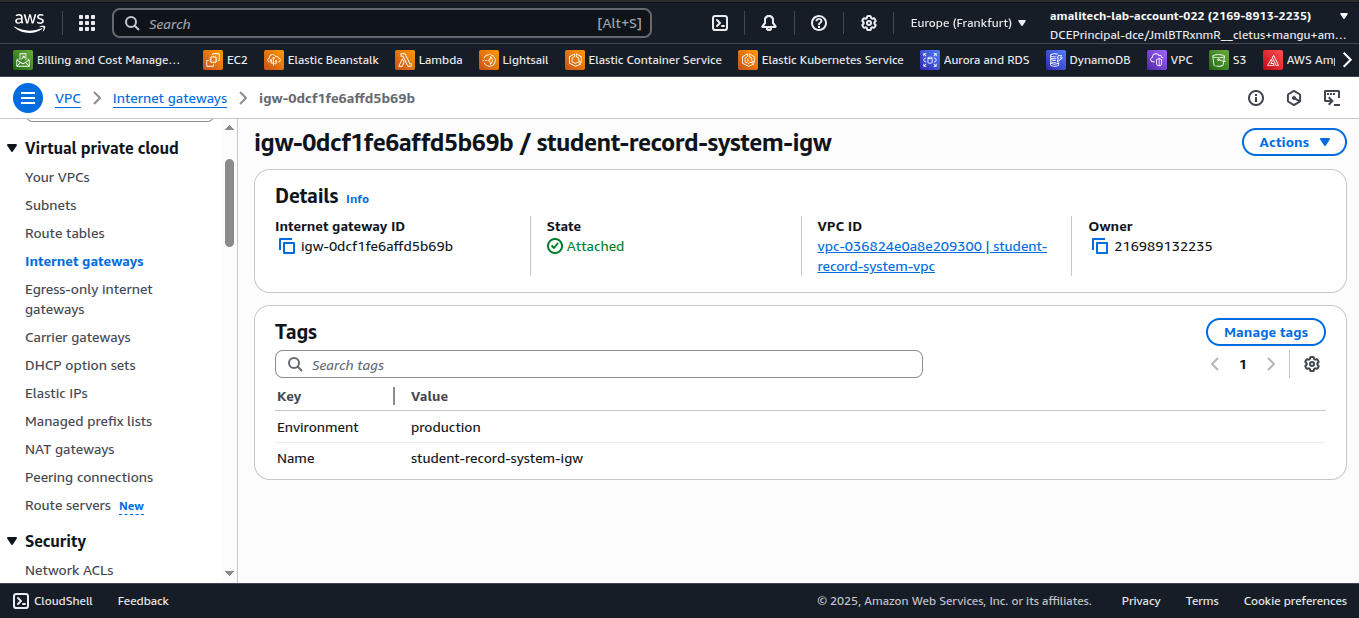 aws
Search [Alt+S]
Europe (Frankfurt)
amalitech-lab-account-022 (2169-8913-2235)
DCEPrincipal-dce/JmlBTRxnmR__cletus+mangu+am...
Billing and Cost Manage... EC2 Elastic Beanstalk Lambda Lightsail Elastic Container Service Elastic Kubernetes Service Aurora and RDS DynamoDB VPC S3 AWS Am
VPC Internet gateways igw-0dcf1fe6affd5b69b
Virtual private cloud
Your VPCs
Subnets
Route tables
Internet gateways
Egress-only internet
gateways
Carrier gateways
DHCP option sets
Elastic IPs
Managed prefix lists
NAT gateways
Peering connections
Route servers New
Security
Network ACLs
igw-0dcf1fe6affd5b69b / student-record-system-igw
Actions
Details Info
Internet gateway ID
igw-0dcf1fe6affd5b69b
State
Attached
VPC ID
vpc-036824e0a8e209300 | student-
record-system-vpc
Owner
216989132235
Tags
Manage tags
Search tags
1
Key Value
Environment production
Name student-record-system-igw
CloudShell Feedback
© 2025, Amazon Web Services, Inc. or its affiliates. Privacy Terms Cookie preferences